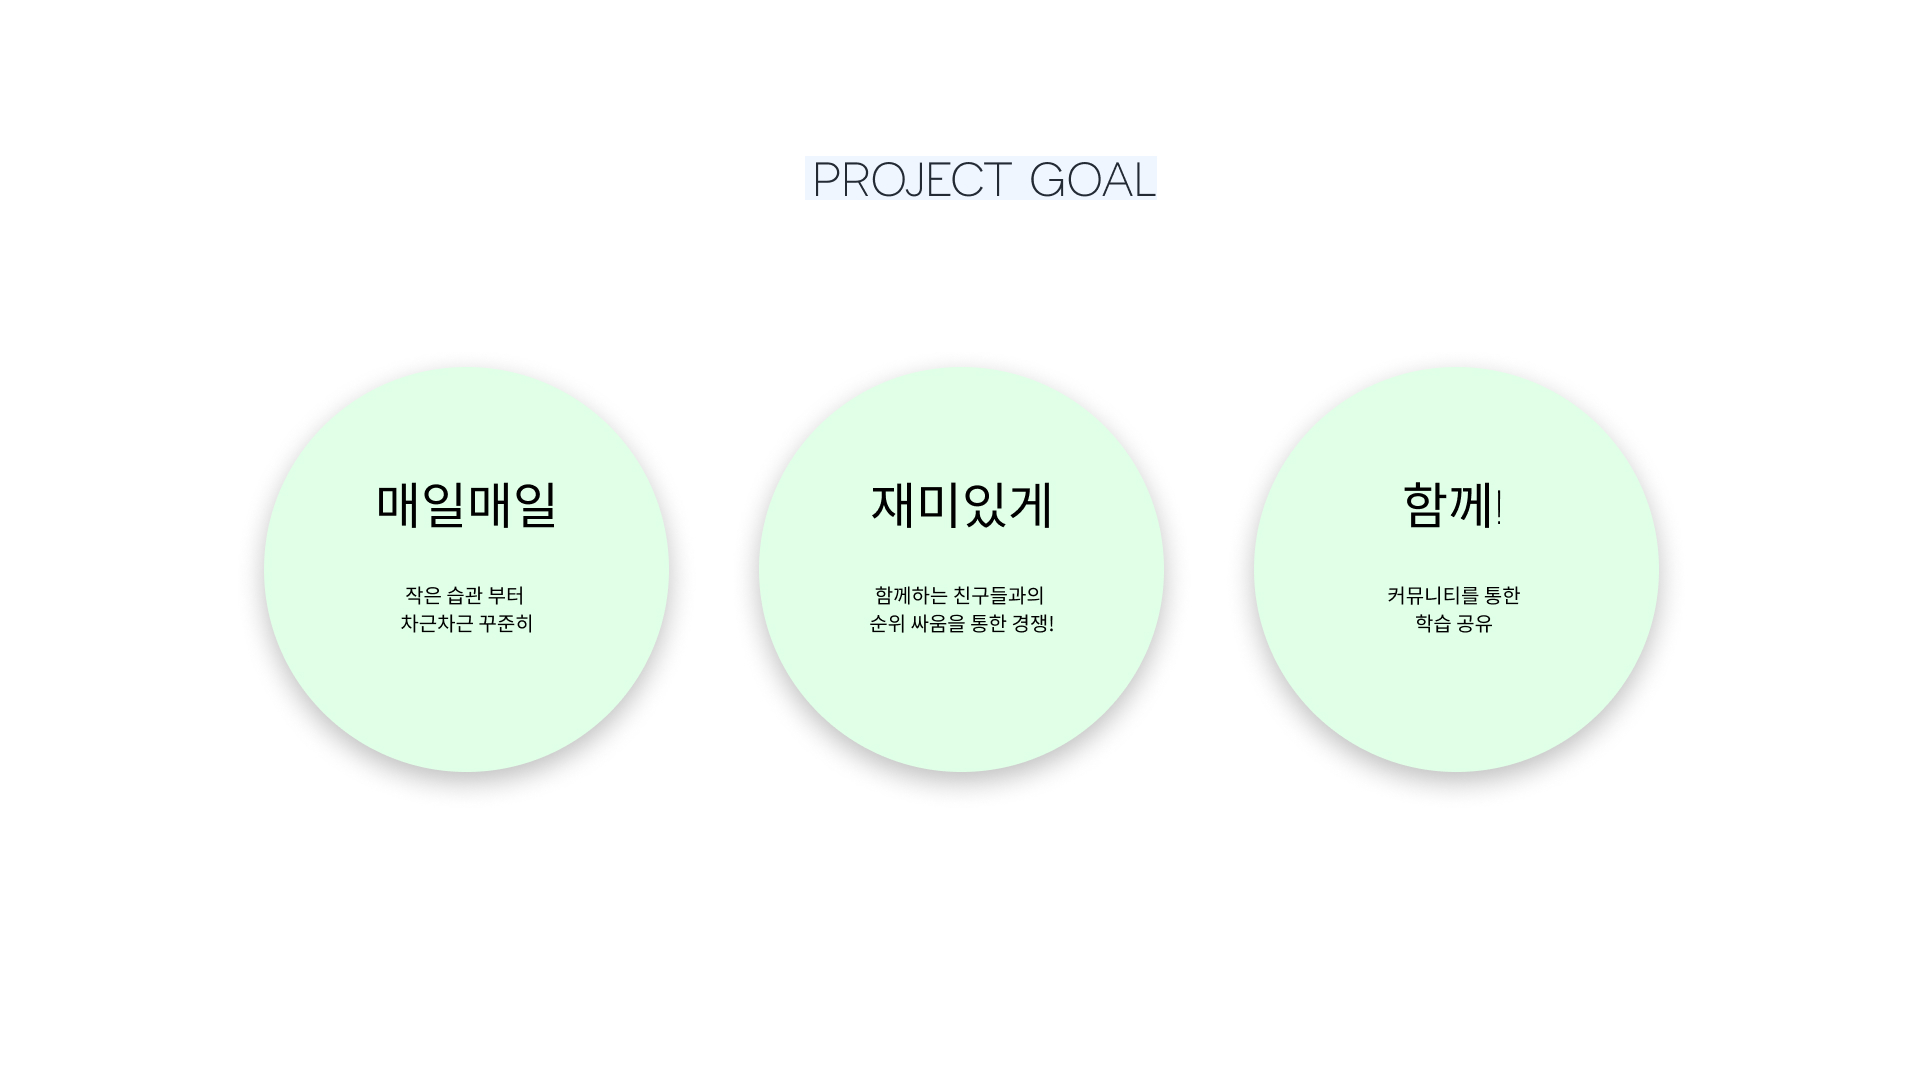 PROJECT GOAL
매일매일
작은 습관 부터
차근차근 꾸준히
재미있게
함께하는 친구들과의
순위 싸움을 통한 경쟁!
함께!
커뮤니티를 통한
학습 공유